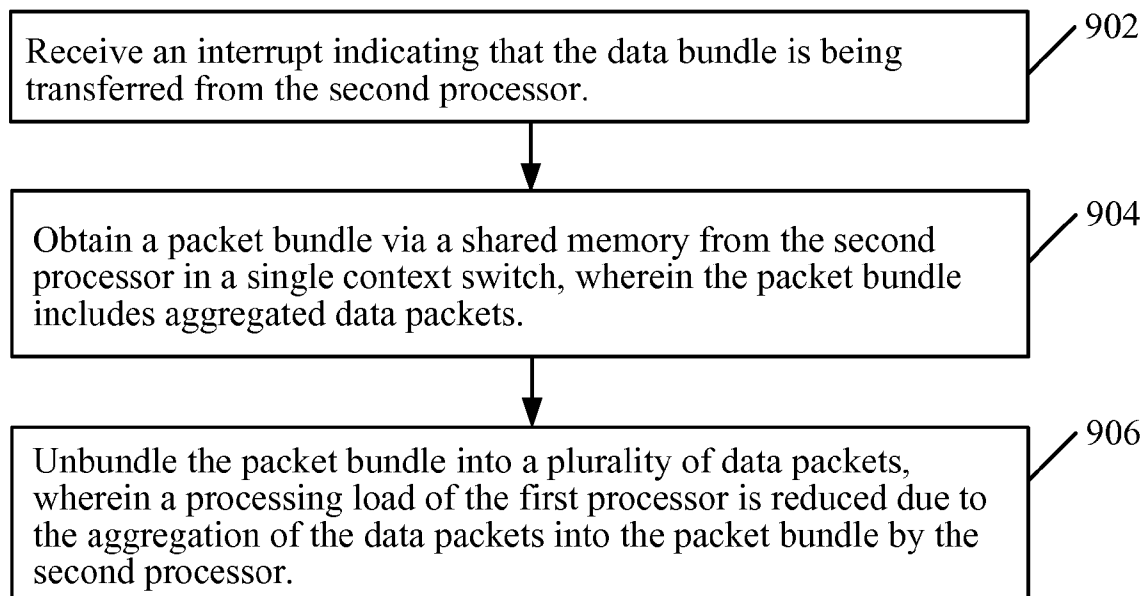 Receive an interrupt indicating that the data bundle is being
transferred from the second processor.
902
Obtain a packet bundle via a shared memory from the second
processor in a single context switch, wherein the packet bundle
includes aggregated data packets.
904
Unbundle the packet bundle into a plurality of data packets,
wherein a processing load of the first processor is reduced due to
the aggregation of the data packets into the packet bundle by the
second processor.
906